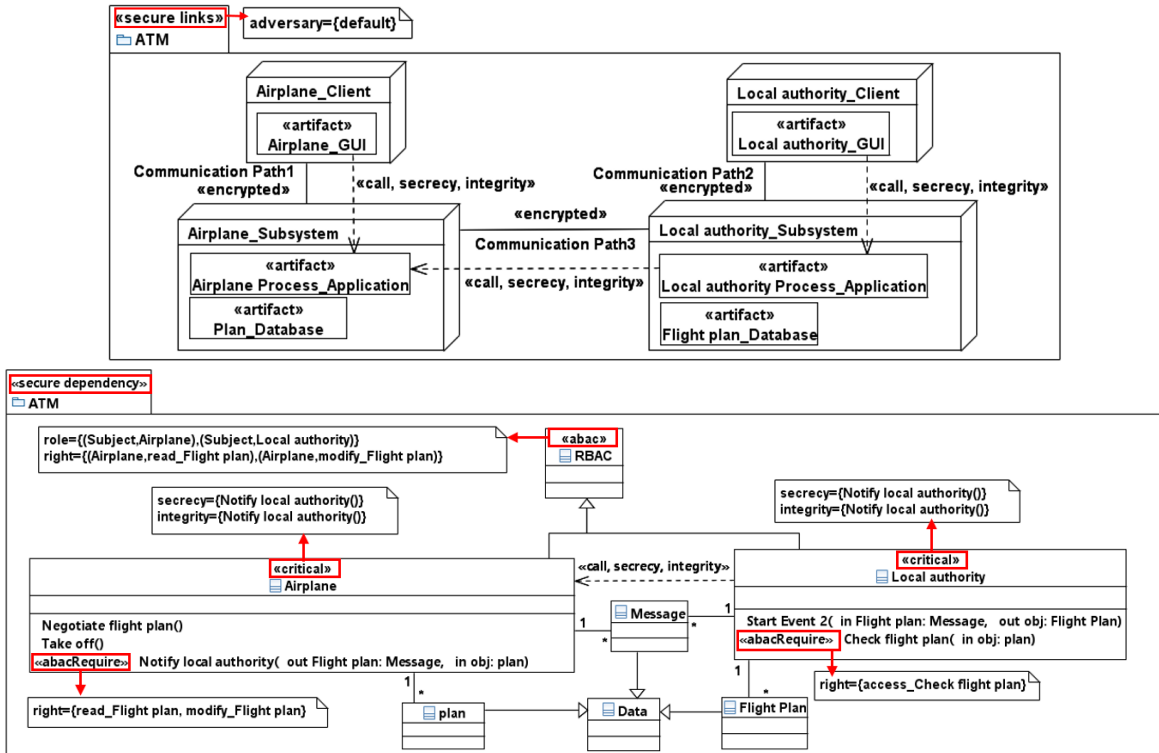 «secure links»
adversary={default}
ATM
Airplane_Client
«artifact»
Airplane_GUI
Local authority_Client
«artifact»
Local authority_GUI
Communication Path1
«encrypted»
«call, secrecy, integrity»
Communication Path2
«encrypted»
«call, secrecy, integrity»
Airplane_Subsystem
«encrypted»
Communication Path3
Local authority_Subsystem
«artifact»
Airplane Process_Application
«call, secrecy, integrity»
«artifact»
Local authority Process_Application
«artifact»
Plan_Database
«artifact»
Flight plan_Database
«secure dependency»
ATM
role={(Subject,Airplane),(Subject,Local authority)}
right={(Airplane,read_Flight plan),(Airplane,modify_Flight plan)}
«abac»
RBAC
secrecy={Notify local authority()}
integrity={Notify local authority()}
secrecy={Notify local authority()}
integrity={Notify local authority()}
«critical»
Airplane
«call, secrecy, integrity»
«critical»
Local authority
Negotiate flight plan()
Take off()
«abacRequire» Notify local authority( out Flight plan: Message, in obj: plan)
1
*
Message
1
*
Start Event 2( in Flight plan: Message, out obj: Flight Plan)
«abacRequire» Check flight plan( in obj: plan)
right={read_Flight plan, modify_Flight plan}
1
*
plan
Data
1
*
Flight Plan
right={access_Check flight plan}